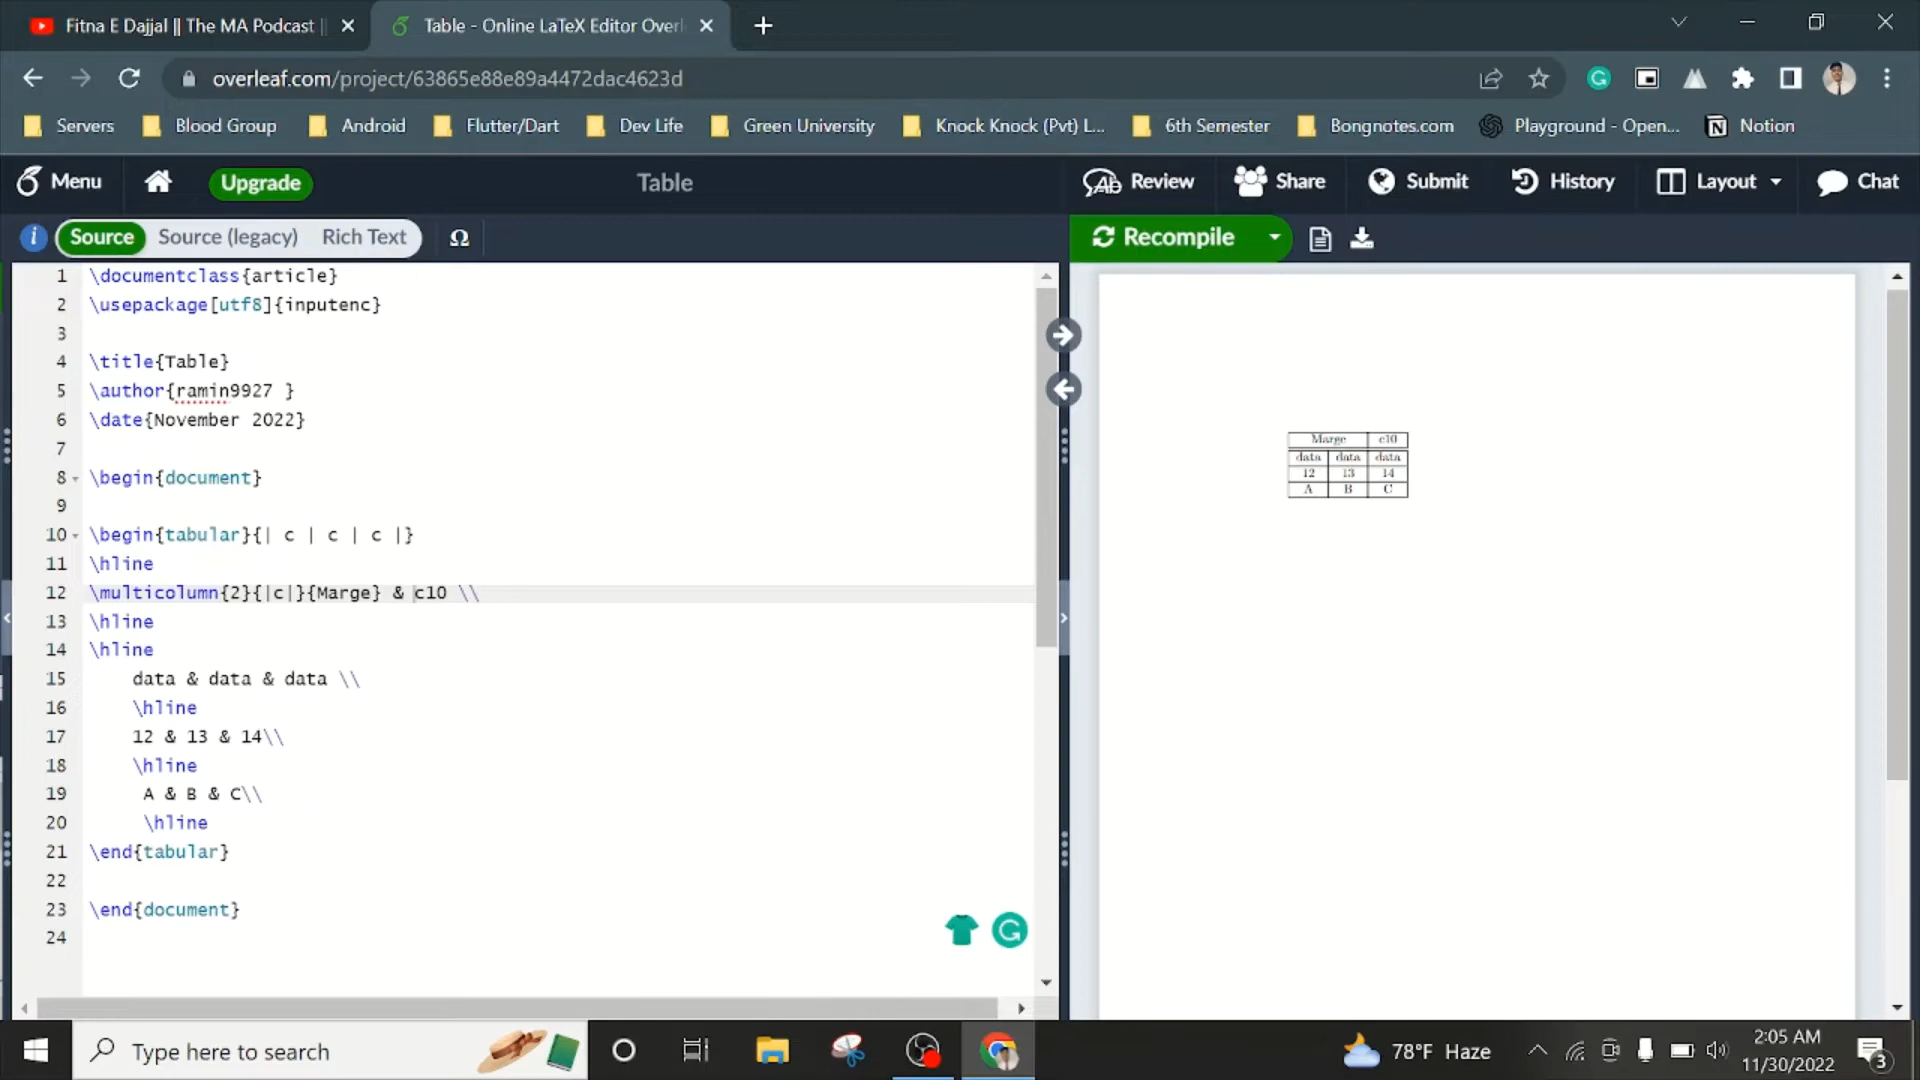 Fitna E Dajjal || The MA Podcast ||
Table - Online LaTeX Editor Over
overleaf.com/project/63865e88e89a4472dac4623d
Servers
Blood Group
Android
Flutter/Dart
Dev Life
Green University
Knock Knock (Pvt) L...
6th Semester
Bongnotes.com
Playground - Open...
Notion
Menu
Upgrade
Table
Review
Share
Submit
History
Layout
Chat
Source
Source (legacy)
Rich Text
Ω
Recompile
1 \documentclass{article}
2 \usepackage[utf8]{inputenc}
3
4 \title{Table}
5 \author{ramin9927 }
6 \date{November 2022}
7
8 \begin{document}
9
10 \begin{tabular}{| c | c | c |}
11 \hline
12 \multicolumn{2}{|c|}{Marge} & c10 \\
13 \hline
14 \hline
15 data & data & data \\
16 \hline
17 12 & 13 & 14\\
18 \hline
19 A & B & C\\
20 \hline
21 \end{tabular}
22
23 \end{document}
24
Marge c10
data data data
12 13 14
A B C
Type here to search
78°F Haze
2:05 AM
11/30/2022
3